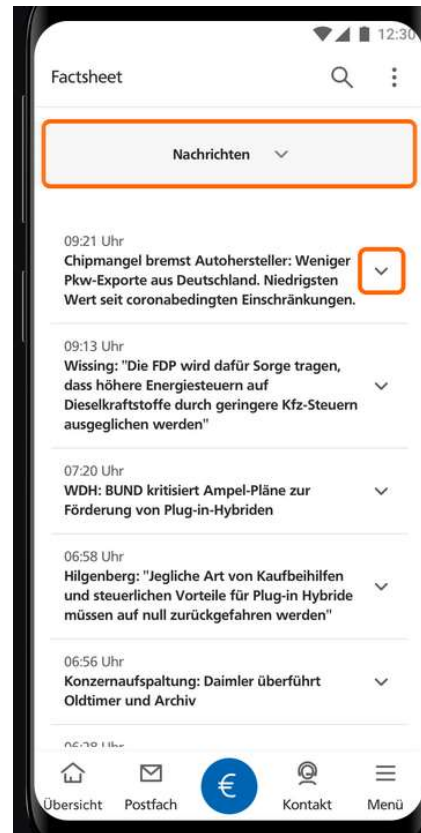 12:30
Factsheet
Nachrichten
09:21 Uhr
Chipmangel bremst Autohersteller: Weniger
Pkw-Exporte aus Deutschland. Niedrigsten
Wert seit coronabedingten Einschränkungen.
09:13 Uhr
Wissing: "Die FDP wird dafür Sorge tragen,
dass höhere Energiesteuern auf
Dieselkraftstoffe durch geringere Kfz-Steuern
ausgeglichen werden"
07:20 Uhr
WDH: BUND kritisiert Ampel-Pläne zur
Förderung von Plug-in-Hybriden
06:58 Uhr
Hilgenberg: "Jegliche Art von Kaufbeihilfen
und steuerlichen Vorteile für Plug-in Hybride
müssen auf null zurückgefahren werden"
06:56 Uhr
Konzernaufspaltung: Daimler überführt
Oldtimer und Archiv
06:28 Uhr
€
Übersicht Postfach Kontakt Menü